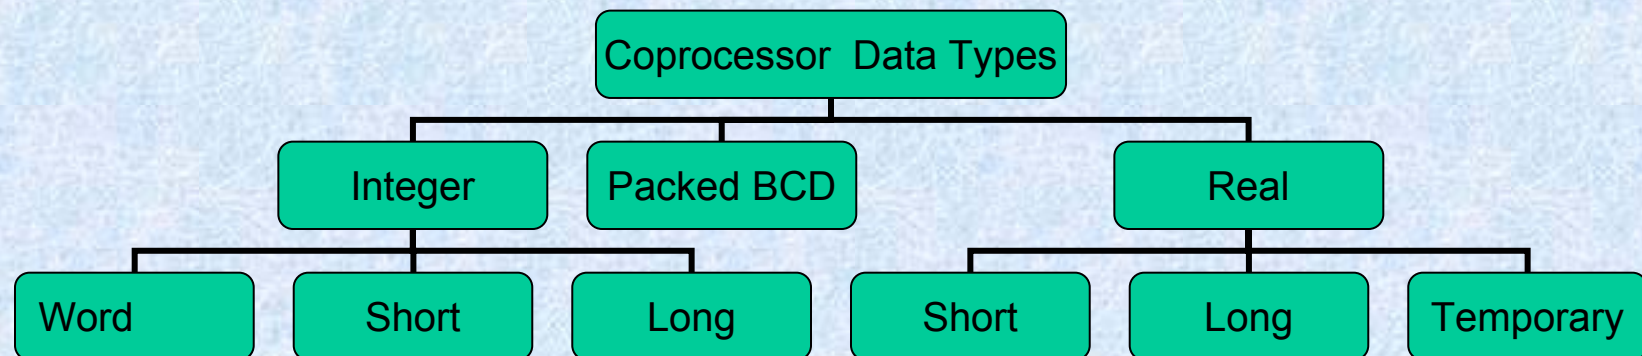 Coprocessor Data Types
Integer
Packed BCD
Real
Word
Short
Long
Short
Long
Temporary